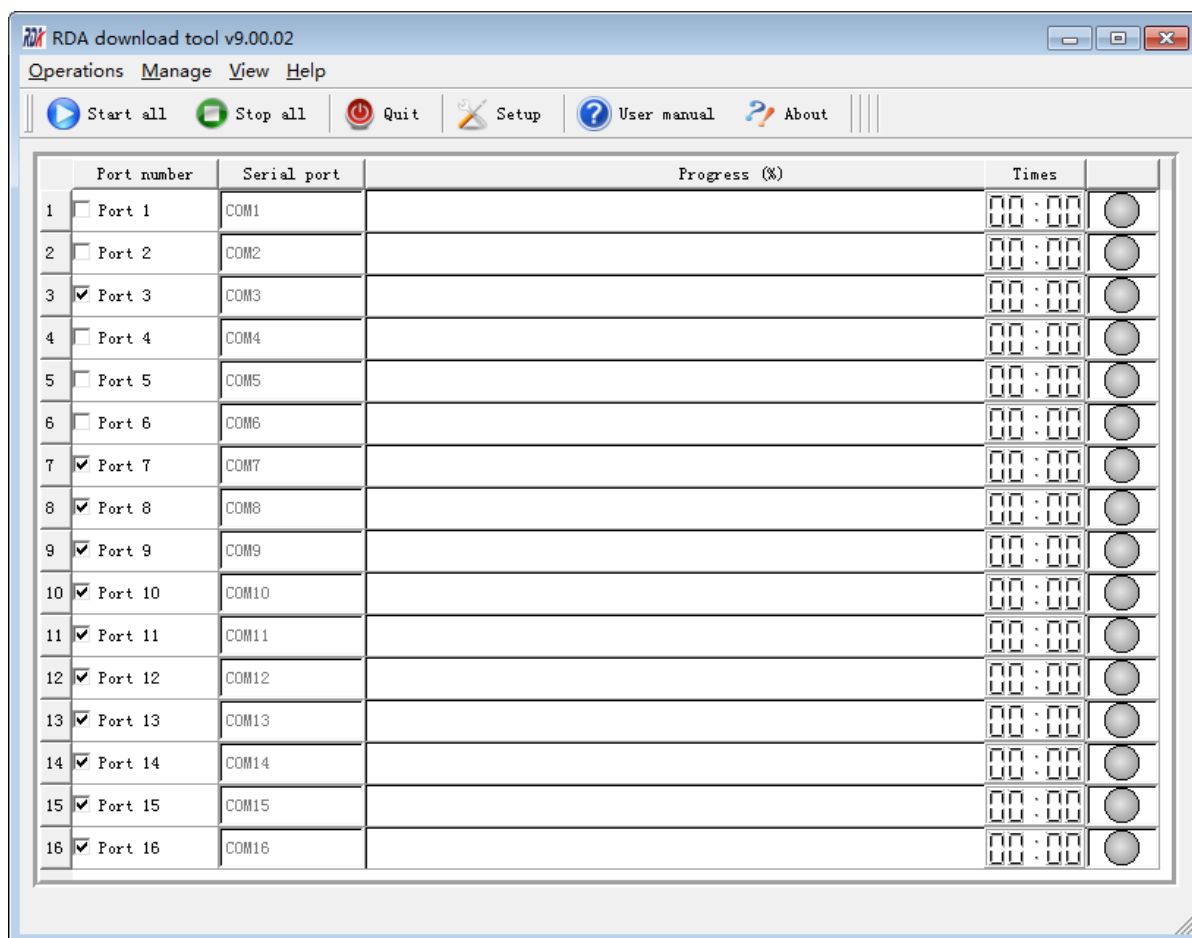 RDA RDA download tool v9.00.02
Operations Manage View Help
Start all Stop all Quit Setup User manual About
Port number Serial port Progress (%) Times
1 Port 1 COM1 00:00
2 Port 2 COM2 00:00
3 Port 3 COM3 00:00
4 Port 4 COM4 00:00
5 Port 5 COM5 00:00
6 Port 6 COM6 00:00
7 Port 7 COM7 00:00
8 Port 8 COM8 00:00
9 Port 9 COM9 00:00
10 Port 10 COM10 00:00
11 Port 11 COM11 00:00
12 Port 12 COM12 00:00
13 Port 13 COM13 00:00
14 Port 14 COM14 00:00
15 Port 15 COM15 00:00
16 Port 16 COM16 00:00